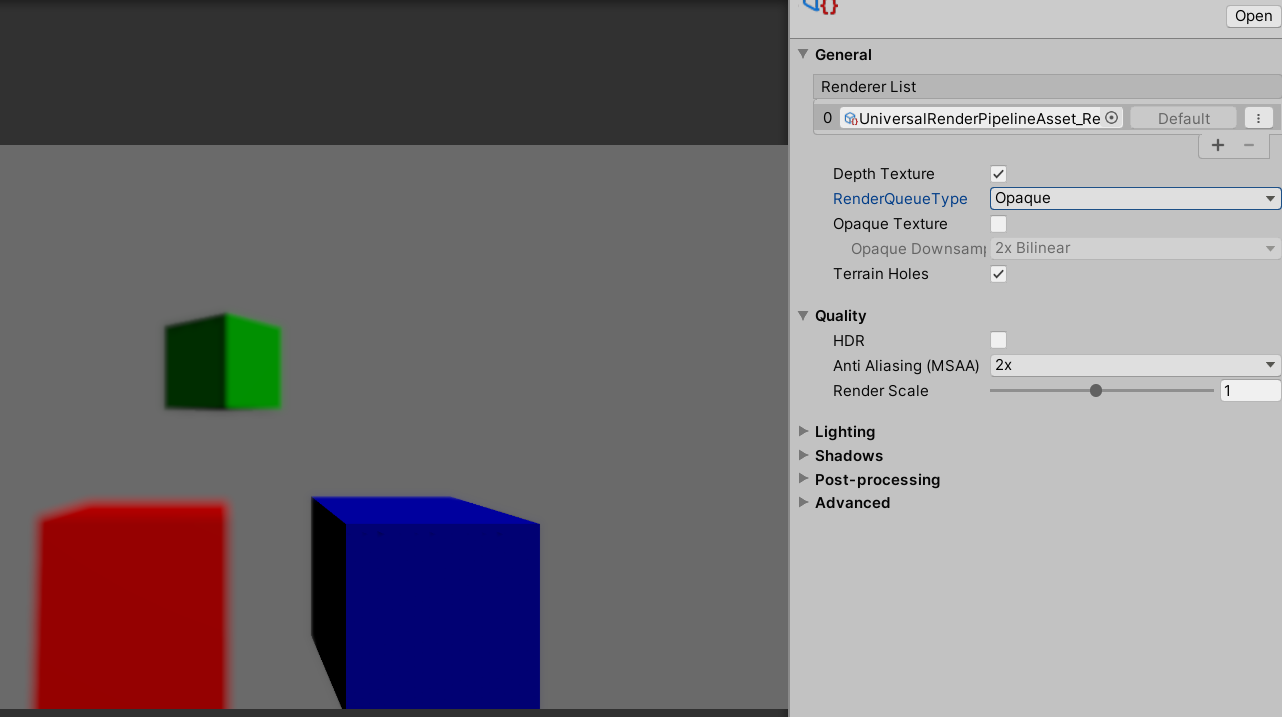 Open
General
Renderer List
0 UniversalRenderPipelineAsset_Re Default
Depth Texture
RenderQueueType Opaque
Opaque Texture
Opaque Downsamp 2x Bilinear
Terrain Holes
Quality
HDR
Anti Aliasing (MSAA) 2x
Render Scale 1
Lighting
Shadows
Post-processing
Advanced